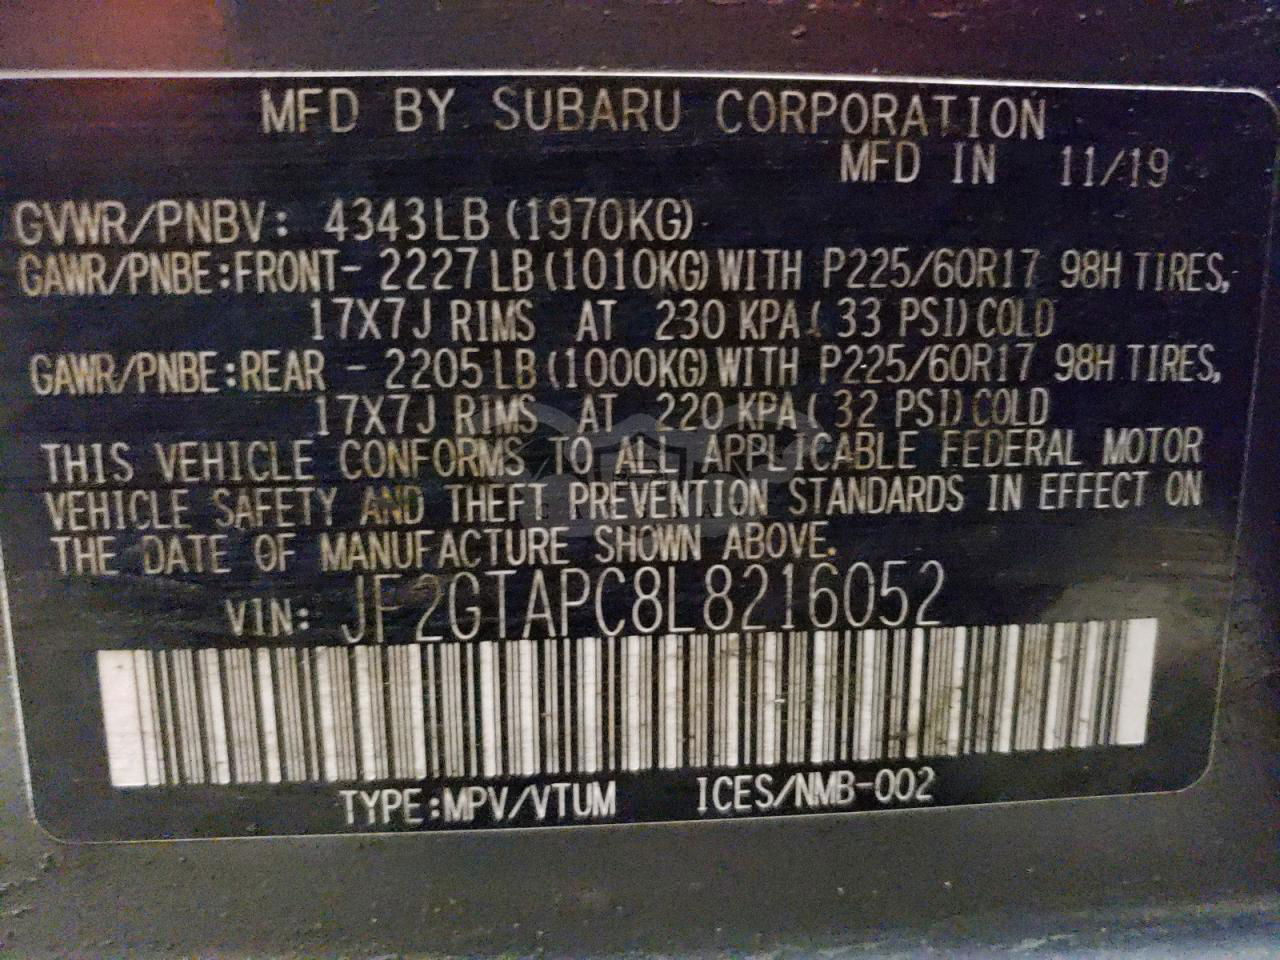 MFD BY SUBARU CORPORATION
MFD IN 11/19
GVWR/PNBV: 4343LB(1970KG)
GAWR/PNBE:FRONT- 2227LB(1010KG)WITH P225/60R17 98H TIRES,
17X7J RIMS AT 230 KPA( 33 PSI)COLD
GAWR/PNBE:REAR - 2205LB(1000KG)WITH P225/60R17 98H TIRES,
17X7J RIMS AT 220 KPA( 32 PSI)COLD
THIS VEHICLE CONFORMS TO ALL APPLICABLE FEDERAL MOTOR
VEHICLE SAFETY AND THEFT PREVENTION STANDARDS IN EFFECT ON
THE DATE OF MANUFACTURE SHOWN ABOVE.
VIN: JF2GTAPC8L8216052
TYPE:MPV/VTUM ICES/NMB-002